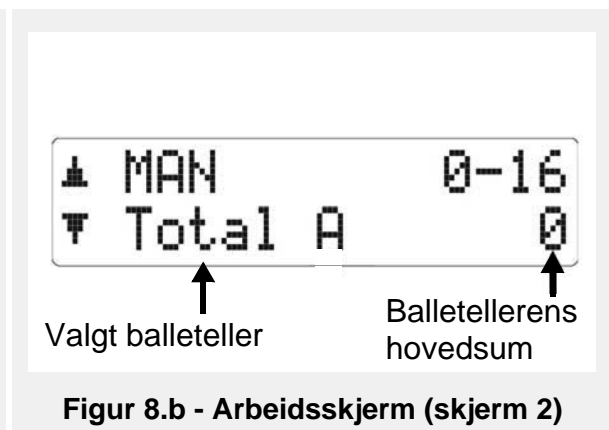 ▲ MAN 0-16
▼ Total A 0
Valgt balleteller
Balletellerens
hovedsum
Figur 8.b - Arbeidsskjerm (skjerm 2)